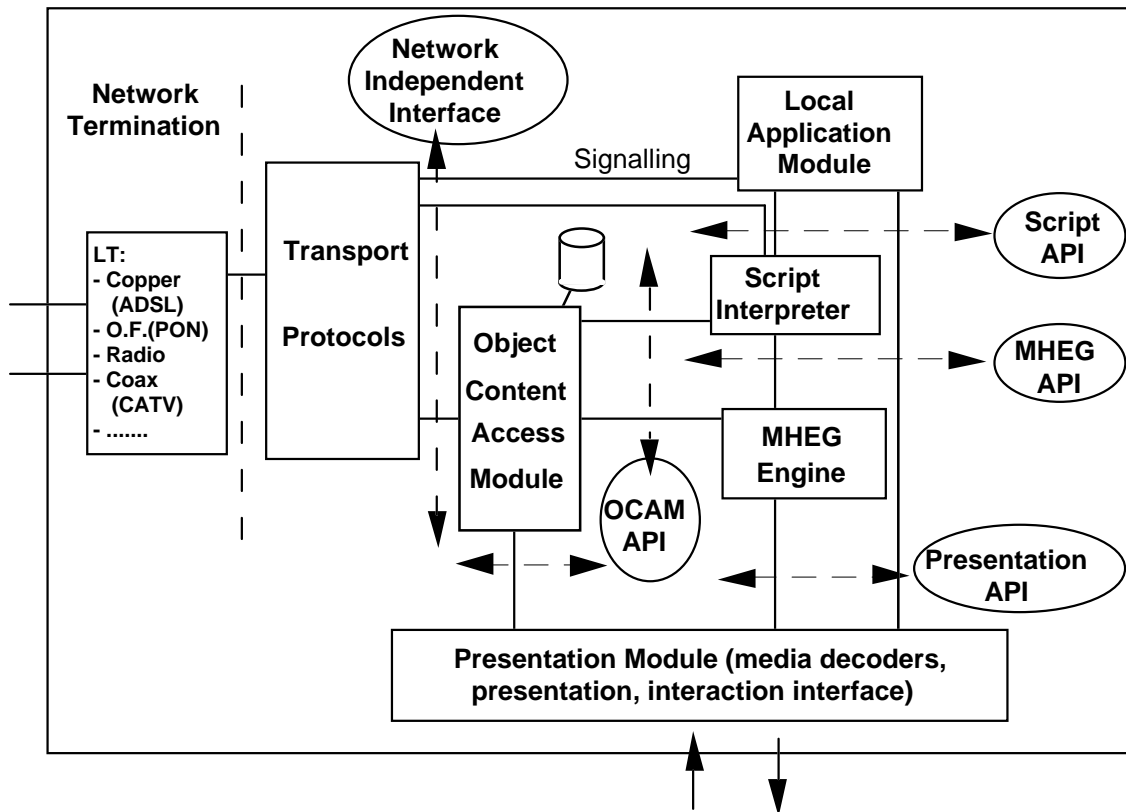 Network
Independent
Interface
Network
Termination
Local
Application
Module
Signalling
LT:
- Copper
(ADSL)
- O.F.(PON)
- Radio
- Coax
(CATV)
- .......
Transport
Protocols
Script
API
Script
Interpreter
Object
Content
Access
Module
MHEG
API
MHEG
Engine
OCAM
API
Presentation
API
Presentation Module (media decoders,
presentation, interaction interface)